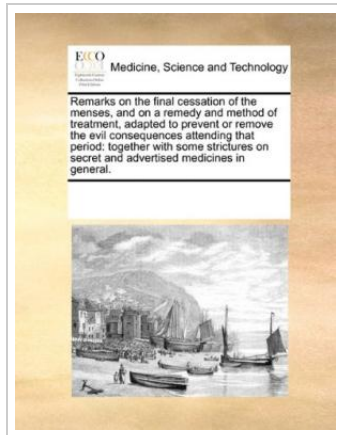 ECCO
Medicine, Science and Technology
Remarks on the final cessation of the
menses, and on a remedy and method of
treatment, adapted to prevent or remove
the evil consequences attending that
period: together with some strictures on
secret and advertised medicines in
general.